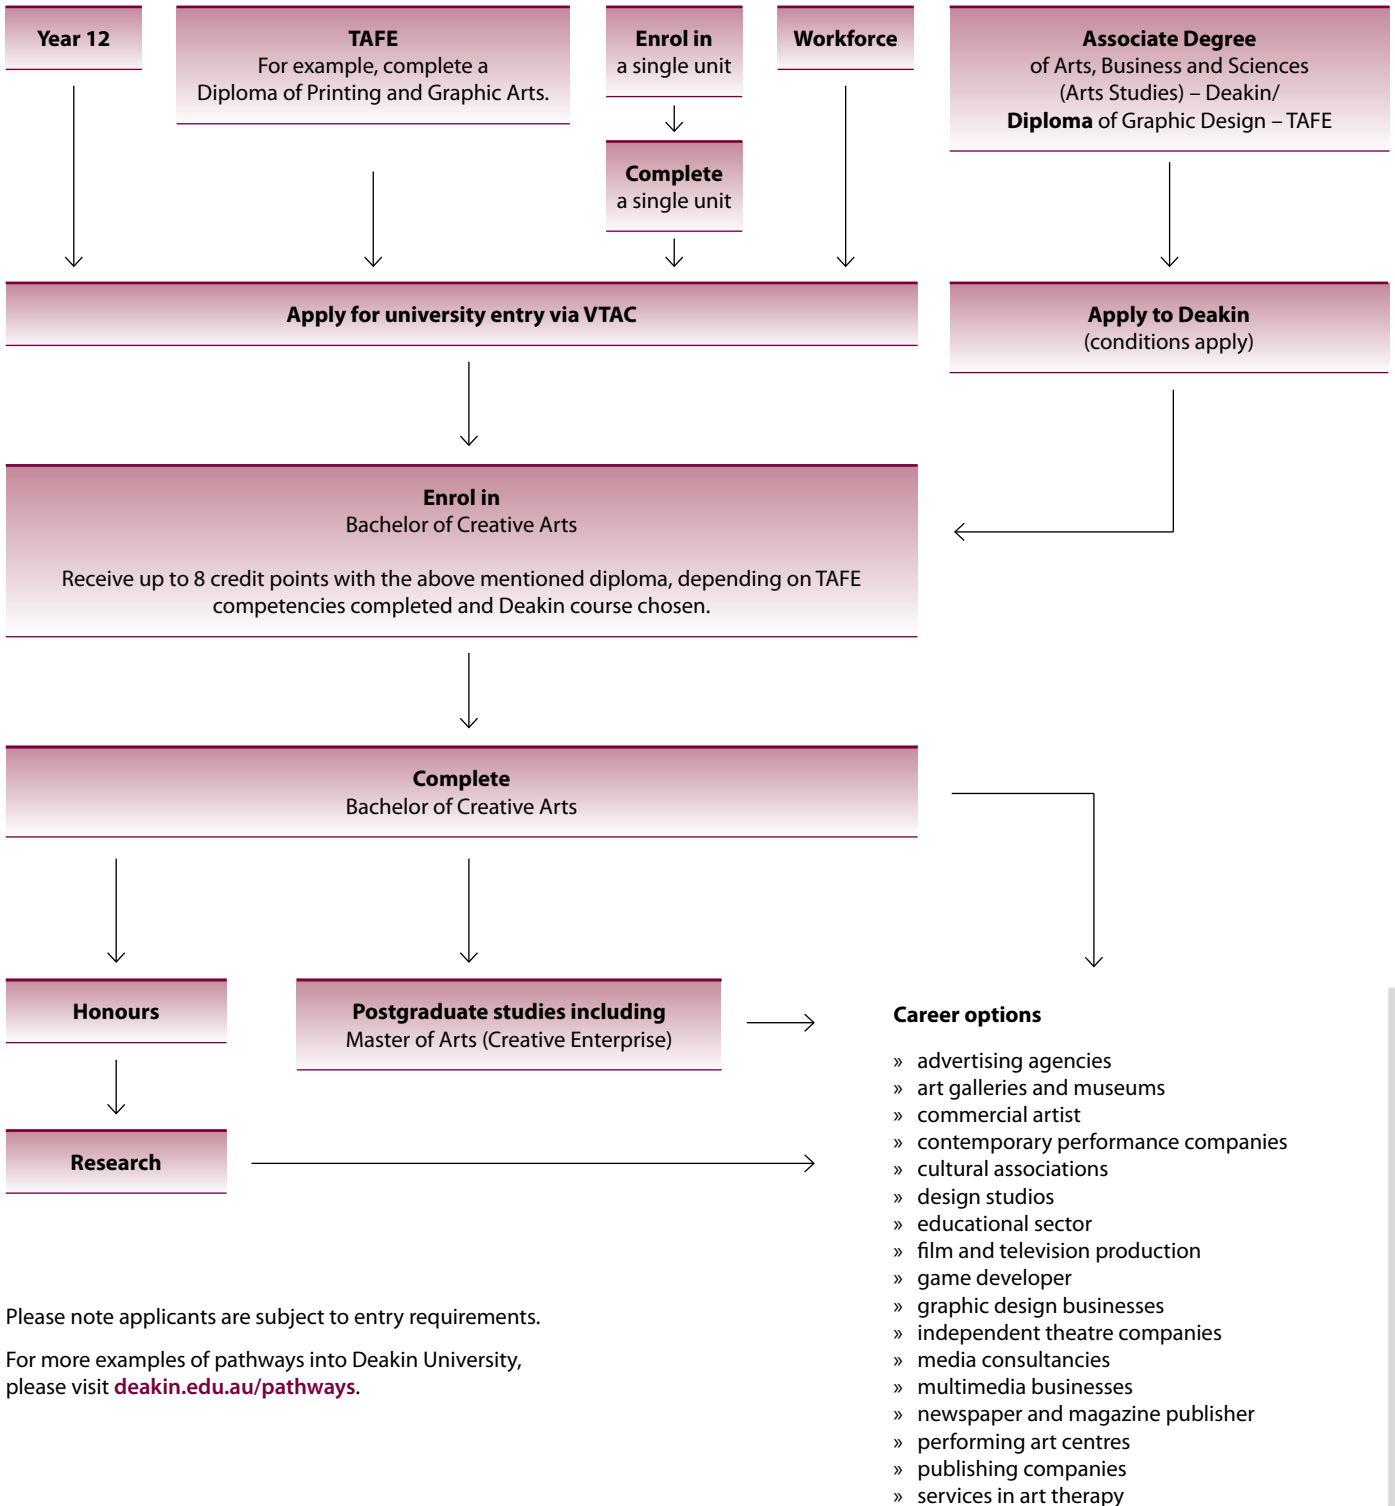 Year 12
TAFE
For example, complete a
Diploma of Printing and Graphic Arts.
Enrol in
a single unit
Complete
a single unit
Workforce
Associate Degree
of Arts, Business and Sciences
(Arts Studies) – Deakin/
Diploma of Graphic Design – TAFE
Apply for university entry via VTAC
Apply to Deakin
(conditions apply)
Enrol in
Bachelor of Creative Arts
Receive up to 8 credit points with the above mentioned diploma, depending on TAFE
competencies completed and Deakin course chosen.
Complete
Bachelor of Creative Arts
Honours
Postgraduate studies including
Master of Arts (Creative Enterprise)
Research
Career options
» advertising agencies
» art galleries and museums
» commercial artist
» contemporary performance companies
» cultural associations
» design studios
» educational sector
» film and television production
» game developer
» graphic design businesses
» independent theatre companies
» media consultancies
» multimedia businesses
» newspaper and magazine publisher
» performing art centres
» publishing companies
» services in art therapy
Please note applicants are subject to entry requirements.
For more examples of pathways into Deakin University,
please visit deakin.edu.au/pathways.